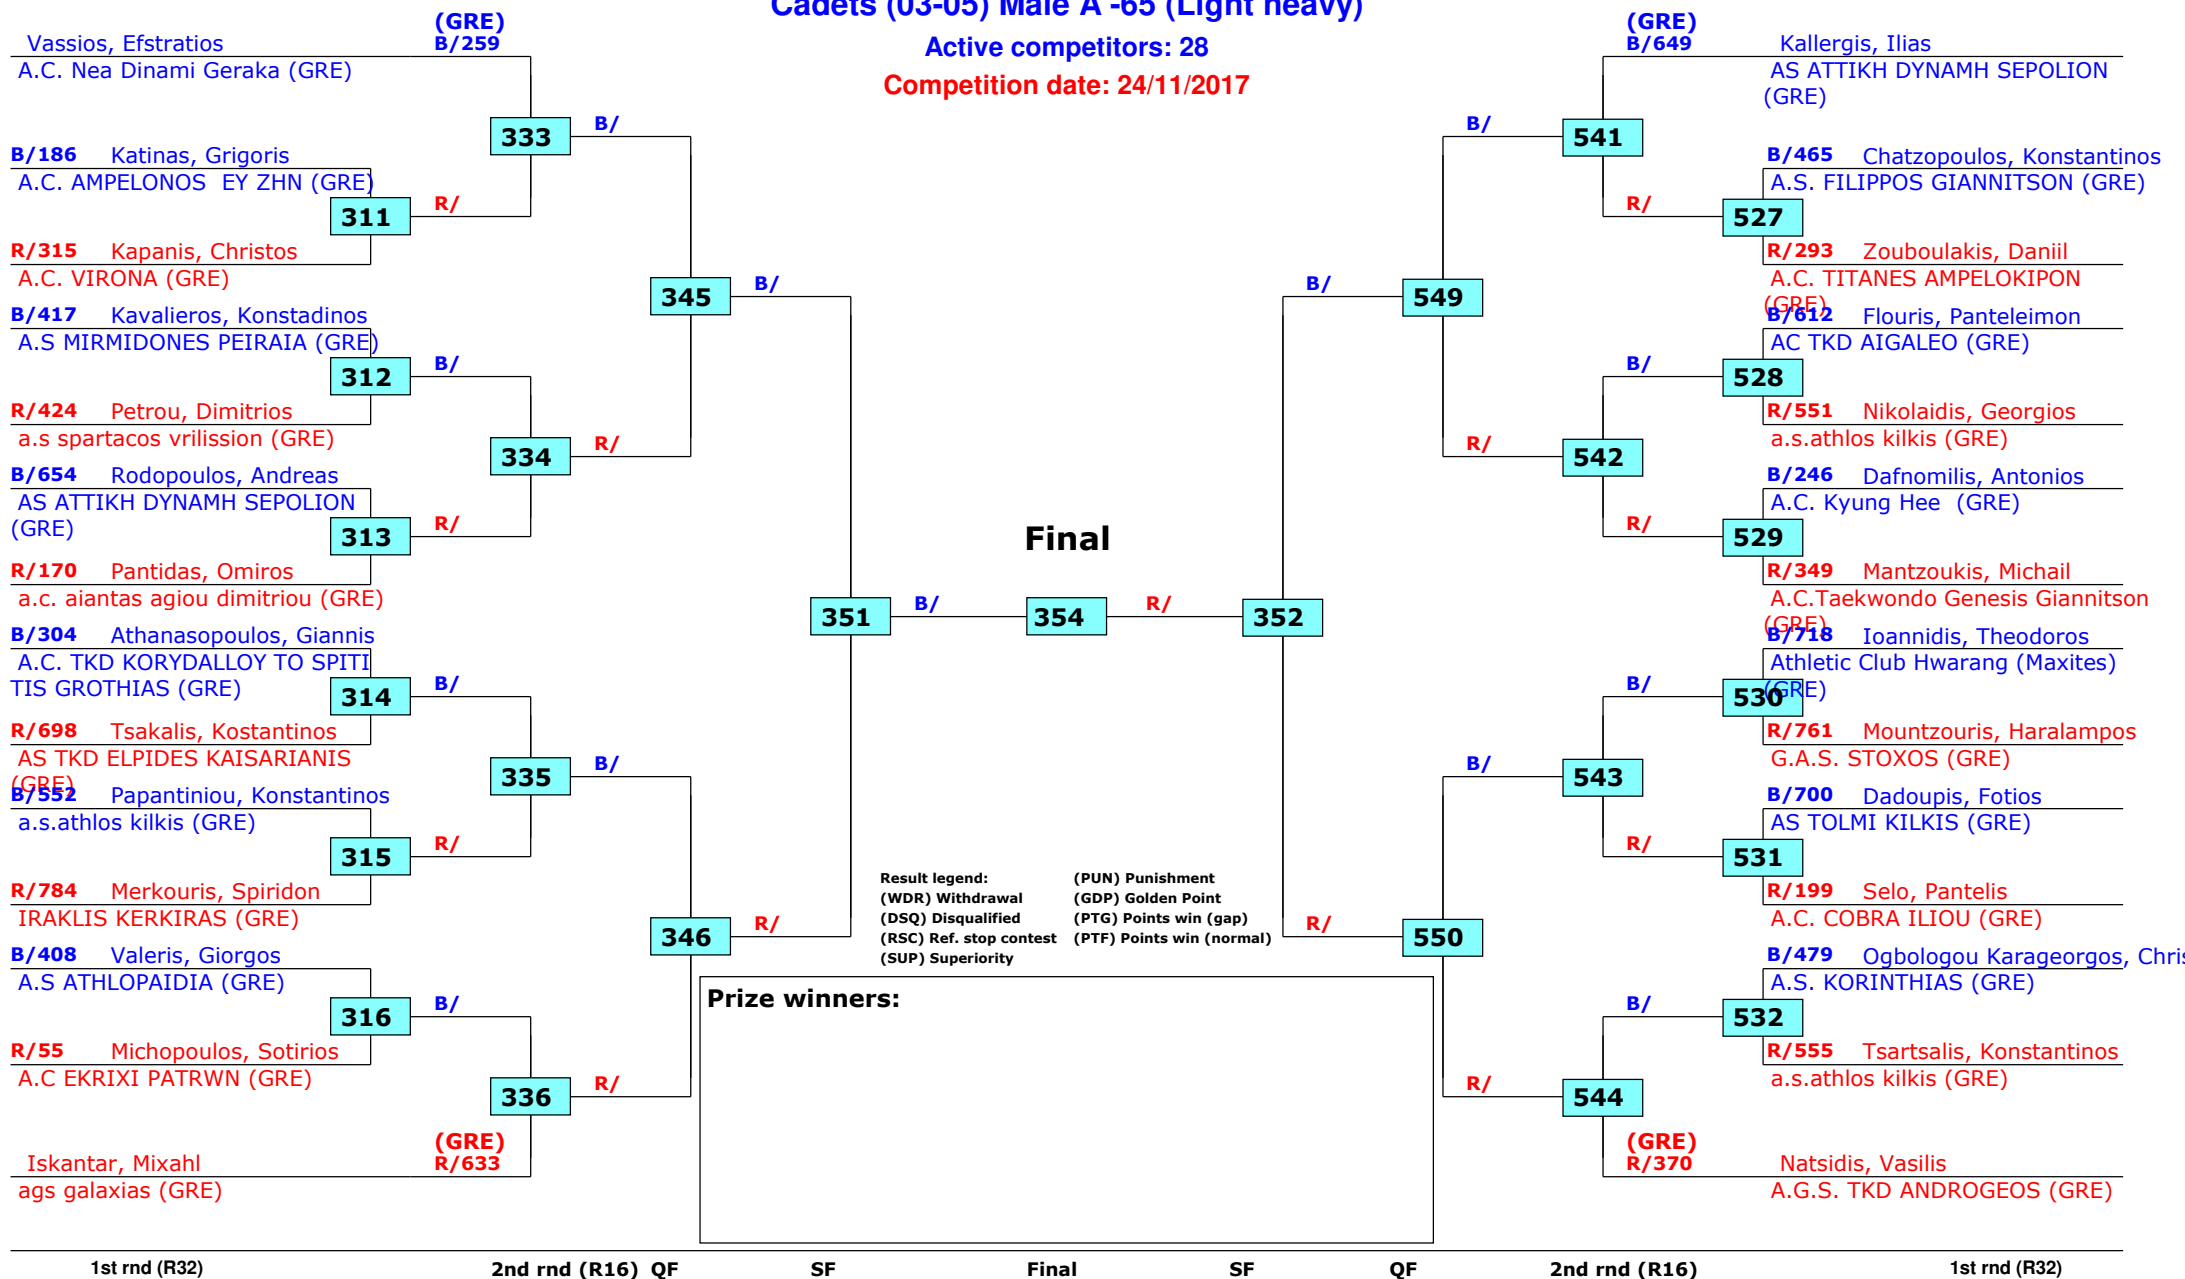 Cadets (03-05) Male A -65 (Light heavy)
Active competitors: 28
Competition date: 24/11/2017
(GRE)
Vassios, Efstratios B/259
A.C. Nea Dinami Geraka (GRE)
333
B/
B/186 Katinas, Grigoris
A.C. AMPELONOS EY ZHN (GRE)
311
R/
R/315 Kapanis, Christos
A.C. VIRONA (GRE)
345
B/
B/417 Kavalieros, Konstadinos
A.S MIRMIDONES PEIRAIA (GRE)
312
B/
R/424 Petrou, Dimitrios
a.s spartacos vrilission (GRE)
334
R/
B/654 Rodopoulos, Andreas
AS ATTIKH DYNAMH SEPOLION
(GRE)
313
R/
R/170 Pantidas, Omiros
a.c. aiantas agiou dimitriou (GRE)
351
B/
B/304 Athanasopoulos, Giannis
A.C. TKD KORYDALLOY TO SPITI
TIS GROTHIAS (GRE)
314
B/
R/698 Tsakalis, Kostantinos
AS TKD ELPIDES KAISARIANIS
(GRE)
335
B/
B/552 Papantiniou, Konstantinos
a.s.athlos kilkis (GRE)
315
R/
R/784 Merkouris, Spiridon
IRAKLIS KERKIRAS (GRE)
346
R/
B/408 Valeris, Giorgos
A.S ATHLOPAIDIA (GRE)
316
B/
R/55 Michopoulos, Sotirios
A.C EKRIXI PATRWN (GRE)
336
R/
(GRE)
Iskantar, Mixahl R/633
ags galaxias (GRE)
Final
354
R/
352
Result legend: (PUN) Punishment
(WDR) Withdrawal (GDP) Golden Point
(DSQ) Disqualified (PTG) Points win (gap)
(RSC) Ref. stop contest (PTF) Points win (normal)
(SUP) Superiority
Prize winners:
(GRE)
B/649 Kallergis, Ilias
AS ATTIKH DYNAMH SEPOLION
(GRE)
B/
541
B/465 Chatzopoulos, Konstantinos
A.S. FILIPPOS GIANNITSON (GRE)
R/
527
R/293 Zouboulakis, Daniil
A.C. TITANES AMPELOKIPON
(GRE)
B/
549
B/612 Flouris, Panteleimon
AC TKD AIGALEO (GRE)
B/
528
R/551 Nikolaidis, Georgios
a.s.athlos kilkis (GRE)
R/
542
B/246 Dafnomilis, Antonios
A.C. Kyung Hee (GRE)
R/
529
R/349 Mantzoukis, Michail
A.C.Taekwondo Genesis Giannitson
(GRE)
B/718 Ioannidis, Theodoros
Athletic Club Hwarang (Maxites)
(GRE)
B/
530
R/761 Mountzouris, Haralampos
G.A.S. STOXOS (GRE)
B/
543
B/700 Dadoupis, Fotios
AS TOLMI KILKIS (GRE)
R/
531
R/199 Selo, Pantelis
A.C. COBRA ILIOU (GRE)
R/
550
B/479 Ogbologou Karageorgos, Chris
A.S. KORINTHIAS (GRE)
B/
532
R/555 Tsartsalis, Konstantinos
a.s.athlos kilkis (GRE)
R/
544
(GRE)
R/370 Natsidis, Vasilis
A.G.S. TKD ANDROGEOS (GRE)
1st rnd (R32) 2nd rnd (R16) QF SF Final SF QF 2nd rnd (R16) 1st rnd (R32)